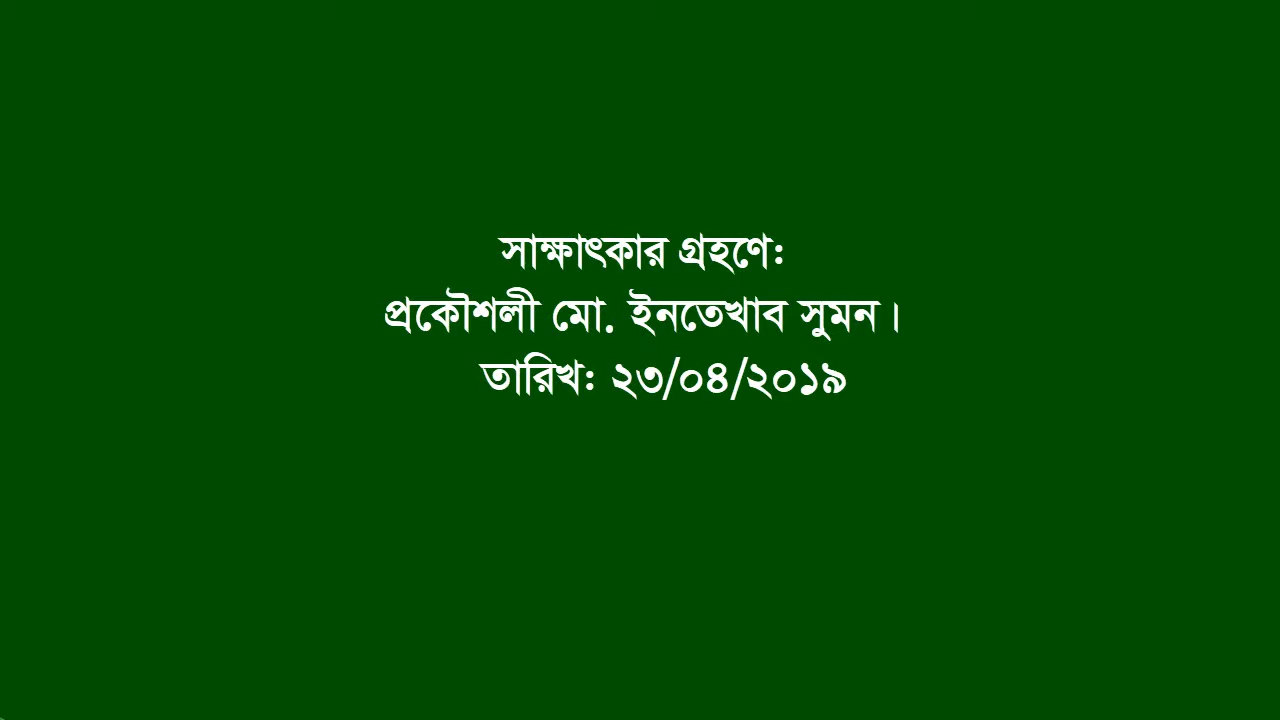 সাক্ষাৎকার গ্রহণে:
প্রকৌশলী মো. ইনতেখাব সুমন।
তারিখ: ২৩/০৪/২০১৯